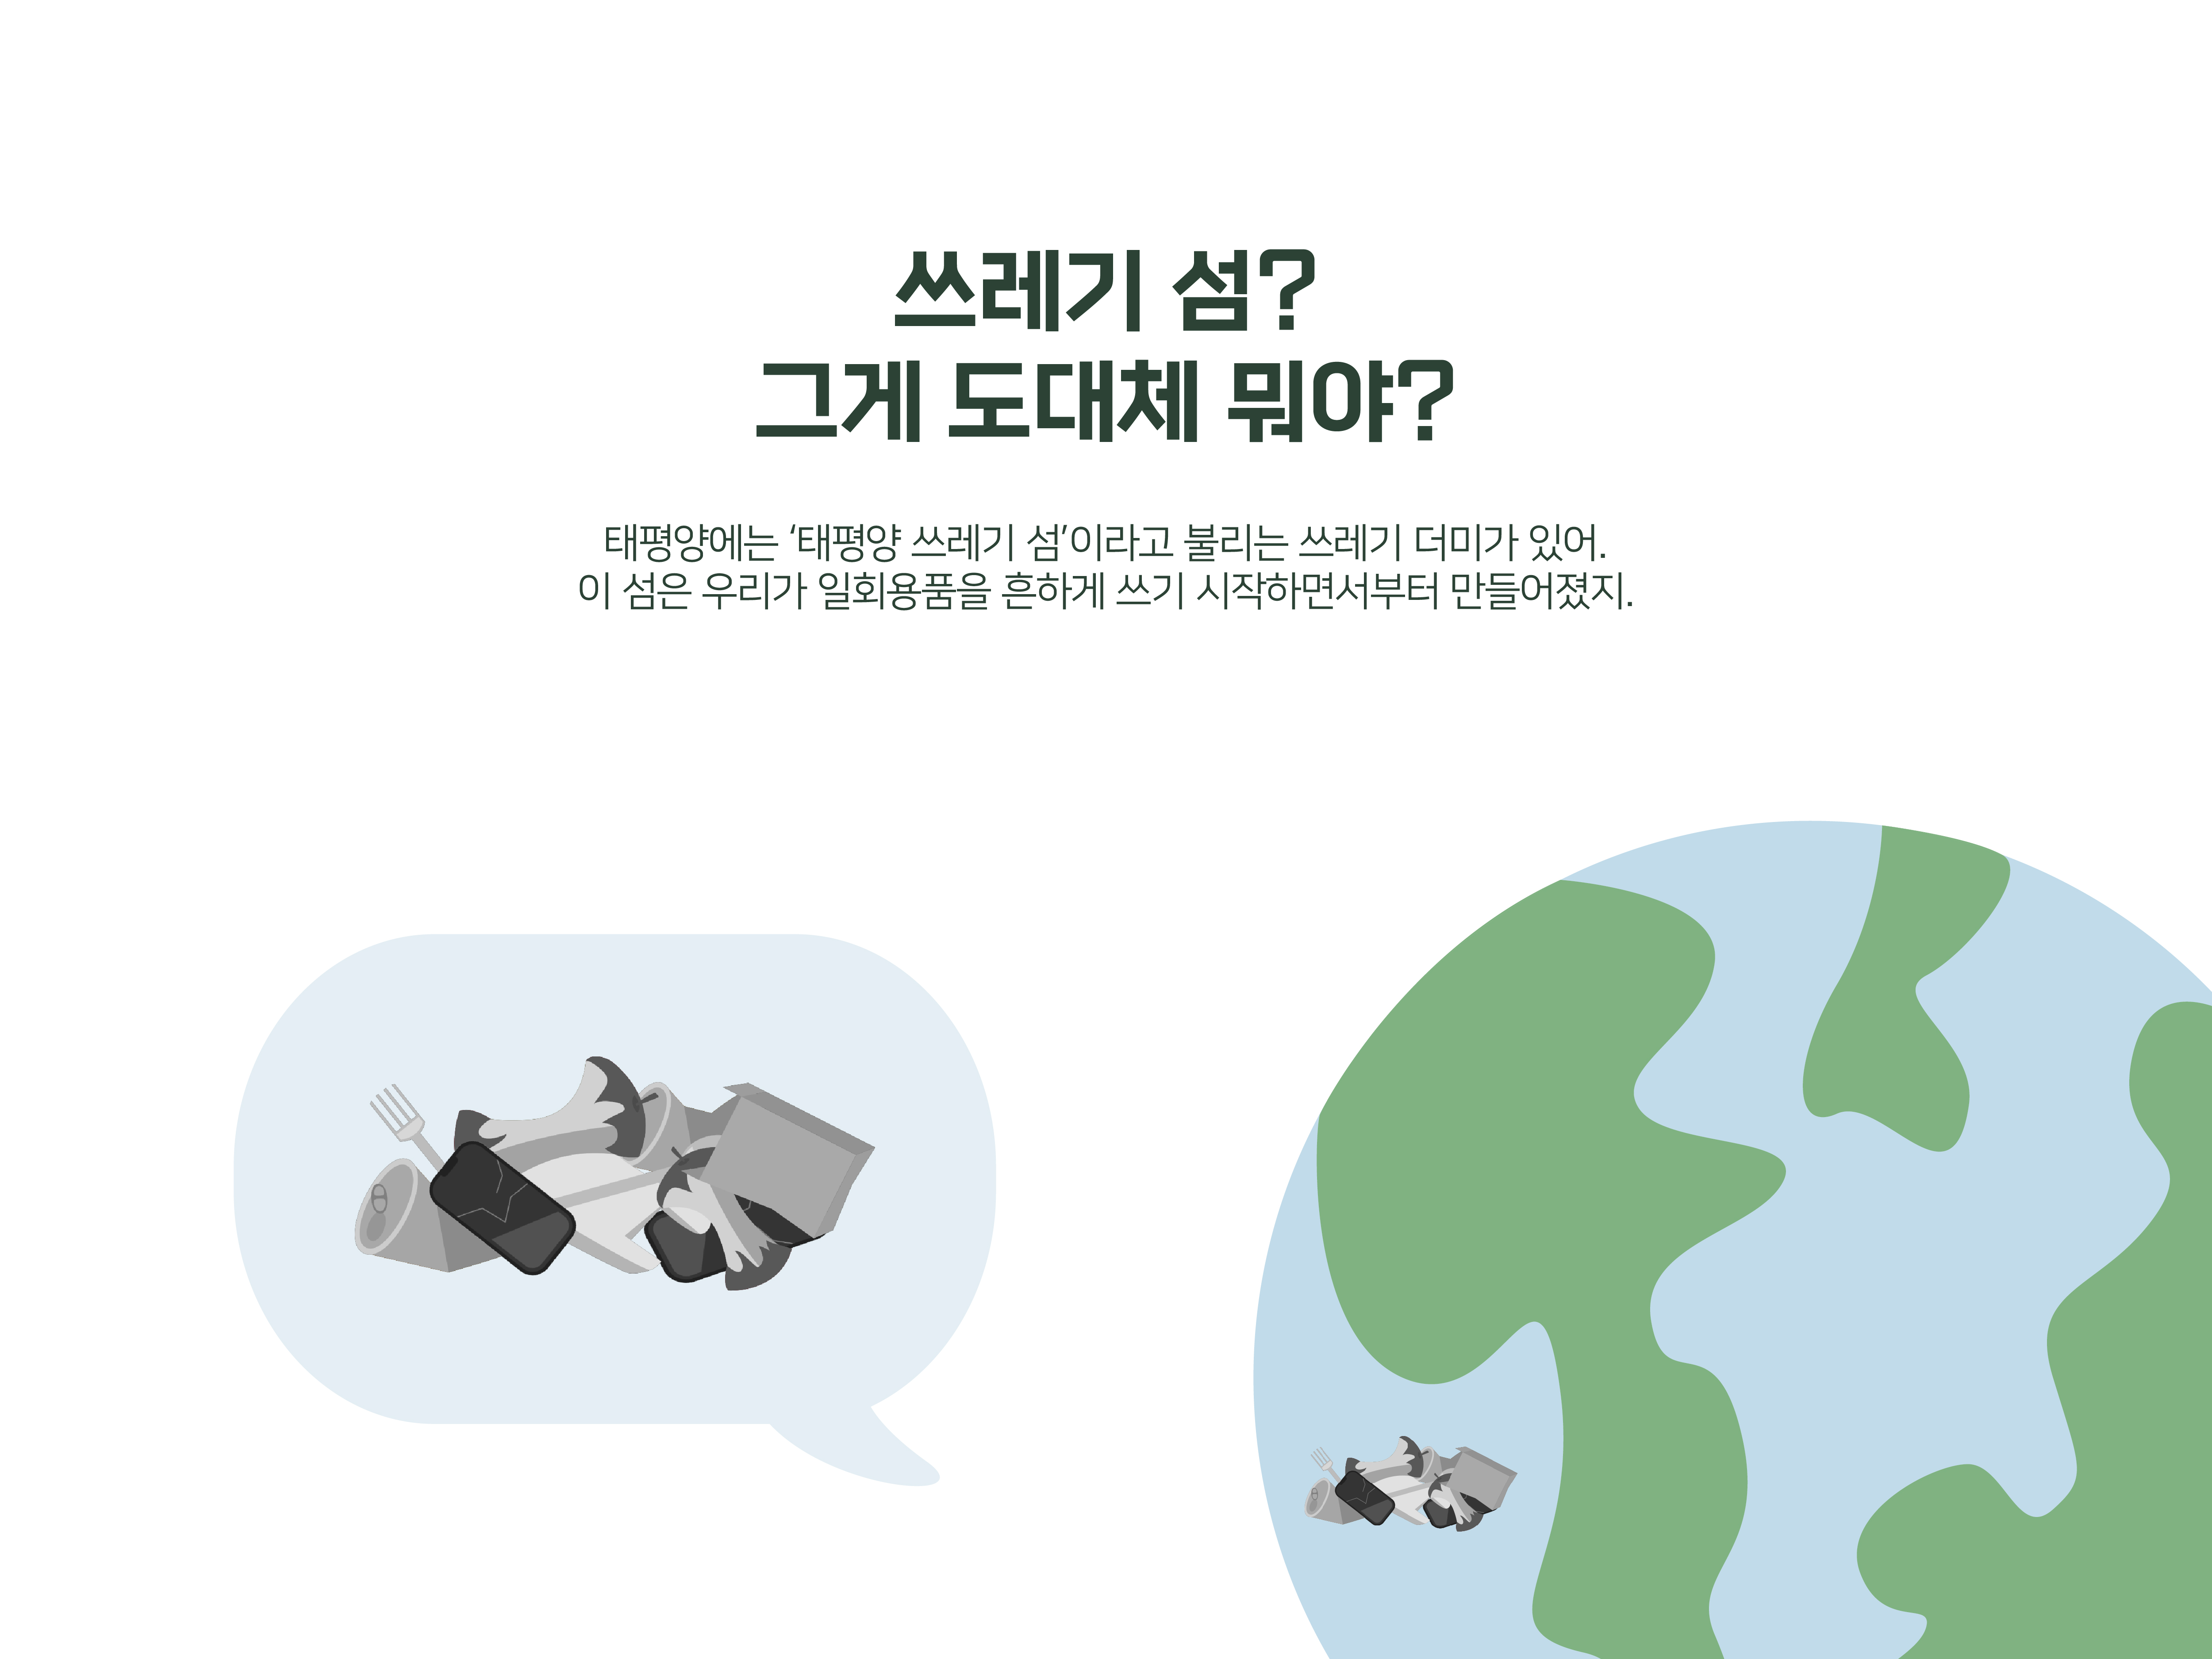 쓰레기 섬?
그게 도대체 뭐야?
태평양에는 ‘태평양 쓰레기 섬’이라고 불리는 쓰레기 더미가 있어.
이 섬은 우리가 일회용품을 흔하게 쓰기 시작하면서부터 만들어졌지.